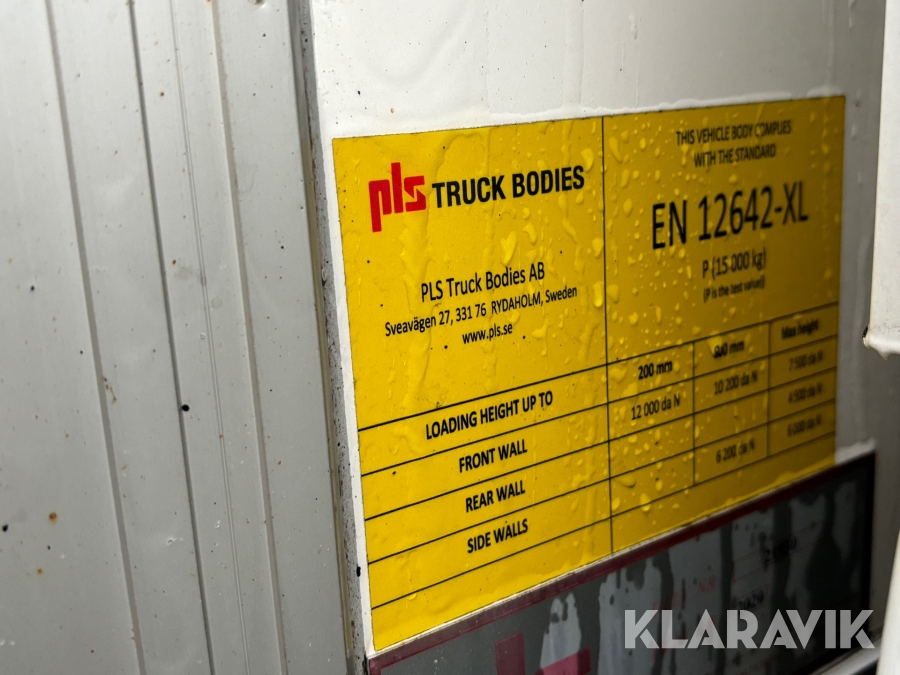 pls TRUCK BODIES
PLS Truck Bodies AB
Sveavägen 27, 331 76 RYDAHOLM, Sweden
www.pls.se
THIS VEHICLE BODY COMPLIES
WITH THE STANDARD
EN 12642-XL
P (15 000 kg)
(P is the test value)
LOADING HEIGHT UP TO 200 mm 800 mm Max height
FRONT WALL 12 000 da N 10 200 da N 7 500 da N
REAR WALL 4 500 da N
SIDE WALLS 6 200 da N 6 000 da N
KLARAVIK